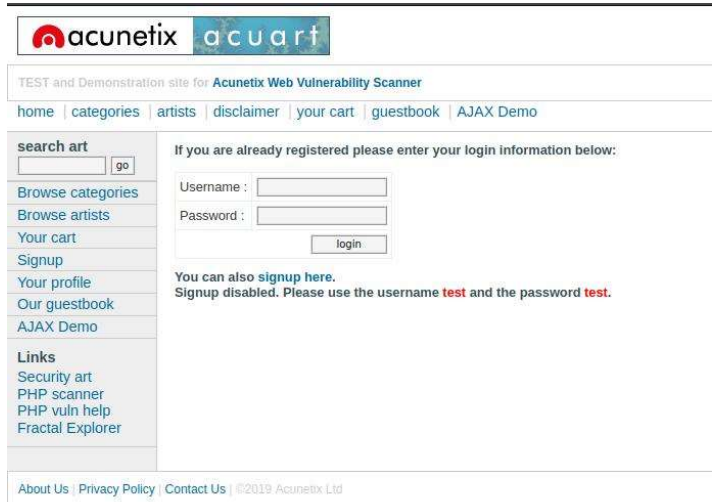 acunetix acuart
TEST and Demonstration site for Acunetix Web Vulnerability Scanner
home | categories | artists | disclaimer | your cart | guestbook | AJAX Demo
search art
go
Browse categories
Browse artists
Your cart
Signup
Your profile
Our guestbook
AJAX Demo
Links
Security art
PHP scanner
PHP vuln help
Fractal Explorer
If you are already registered please enter your login information below:
Username :
Password :
login
You can also signup here.
Signup disabled. Please use the username test and the password test.
About Us | Privacy Policy | Contact Us | ©2019 Acunetix Ltd